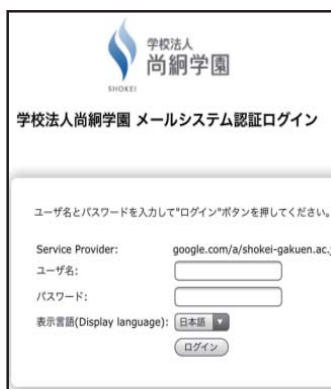 学校法人
尚絅学園
SHOKEI
学校法人尚絅学園 メールシステム認証ログイン
ユーザ名とパスワードを入力して"ログイン"ボタンを押してください。
Service Provider: google.com/a/shokei-gakuen.ac.
ユーザ名:
パスワード:
表示言語(Display language): 日本語
ログイン